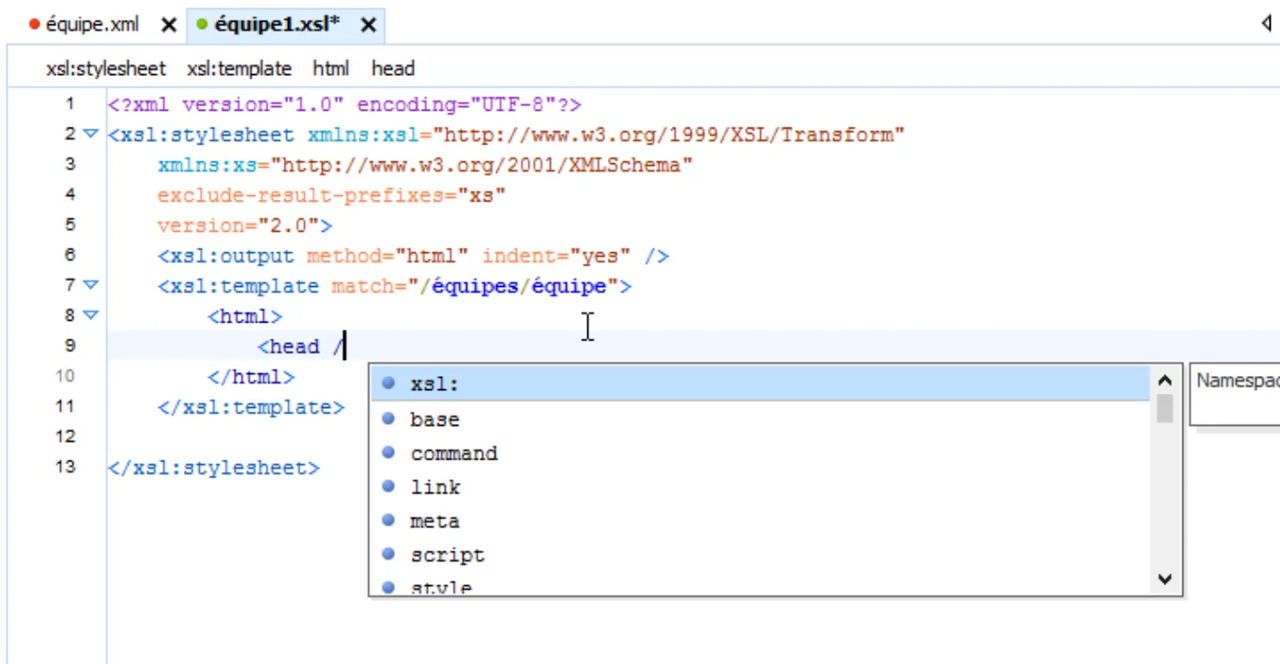 équipe.xml × équipe1.xsl* ×
xsl:stylesheet xsl:template html head
1 <?xml version="1.0" encoding="UTF-8"?>
2 <xsl:stylesheet xmlns:xsl="http://www.w3.org/1999/XSL/Transform"
3 xmlns:xs="http://www.w3.org/2001/XMLSchema"
4 exclude-result-prefixes="xs"
5 version="2.0">
6 <xsl:output method="html" indent="yes" />
7 <xsl:template match="/équipes/équipe">
8 <html>
9 <head /
10 </html>
11 </xsl:template>
12
13 </xsl:stylesheet>
xsl:
base
command
link
meta
script
style
Namespac